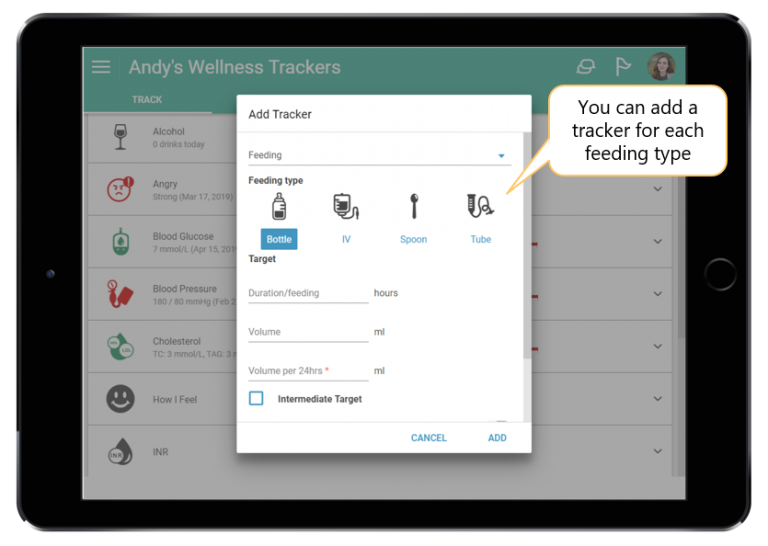 Andy's Wellness Trackers
TRACK
Alcohol
0 drinks today
Angry
Strong (Mar 17, 2019)
Blood Glucose
7 mmol/L (Apr 15, 201
Blood Pressure
180 / 80 mmHg (Feb 2
Cholesterol
TC: 3 mmol/L, TAG: 3
How I Feel
INR
INR
Add Tracker
Feeding
Feeding type
Bottle IV Spoon Tube
Target
Duration/feeding hours
Volume ml
Volume per 24hrs * ml
Intermediate Target
CANCEL ADD
You can add a
tracker for each
feeding type